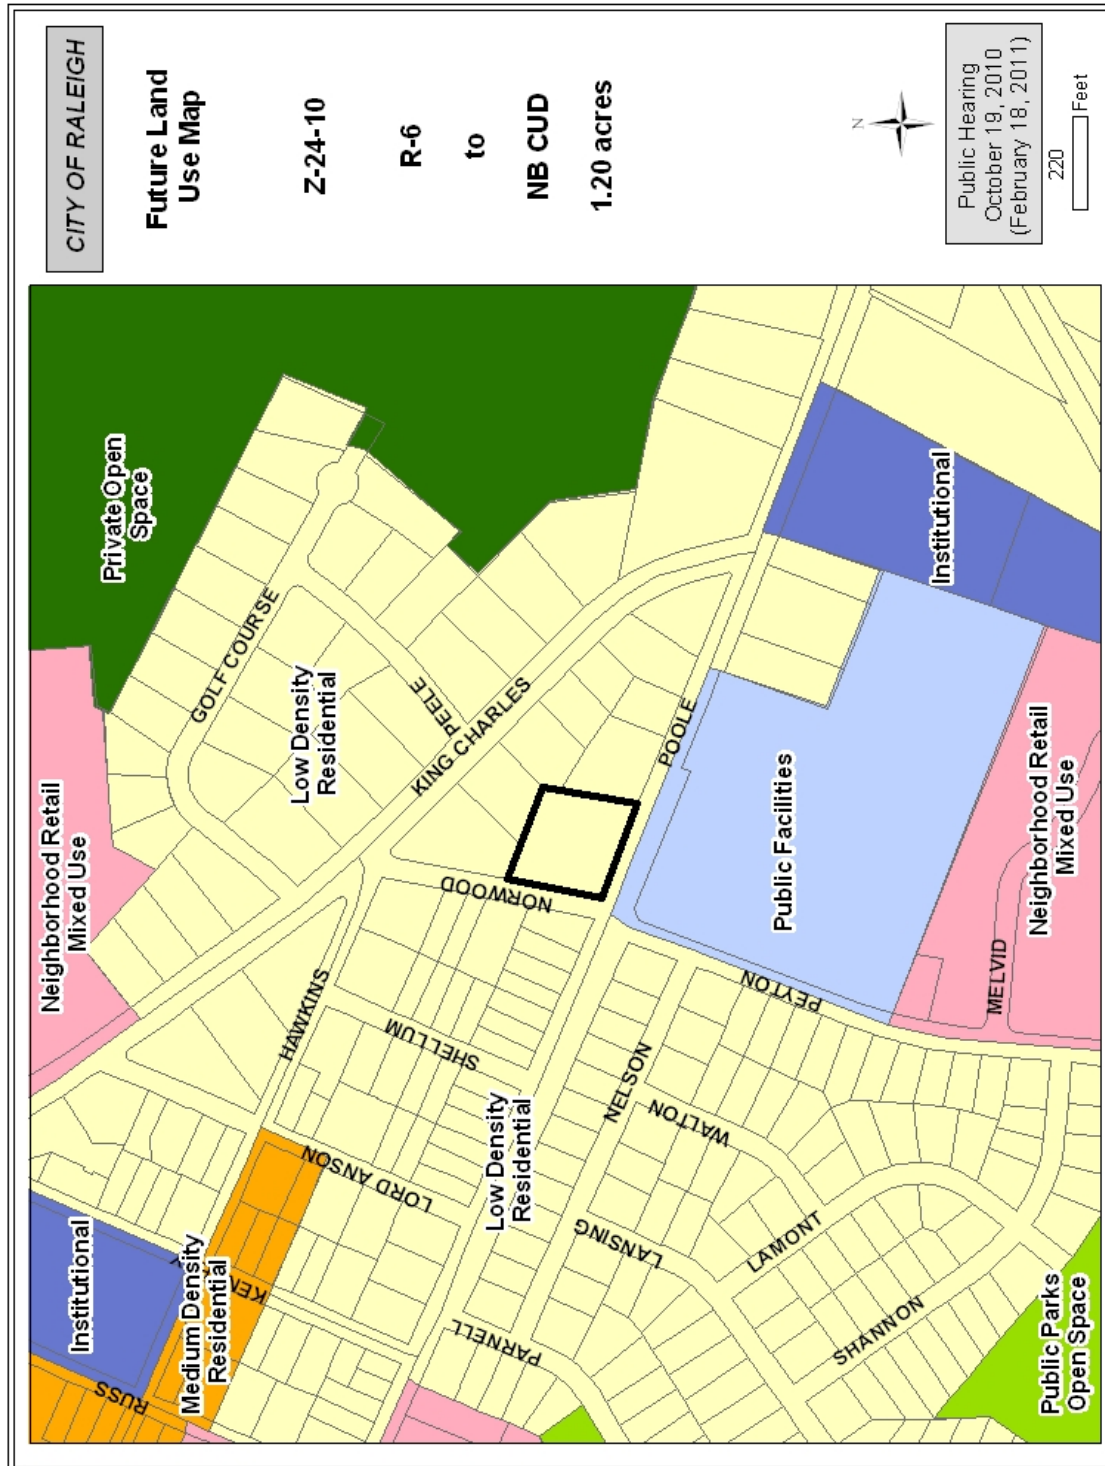 CITY OF RALEIGH
Future Land
Use Map
Z-24-10
R-6
to
NB CUD
1.20 acres
N
Public Hearing
October 19, 2010
(February 18, 2011)
220
Feet
Private Open
Space
Neighborhood Retail
Mixed Use
GOLF COURSE
Low Density
Residential
PEELE
KING CHARLES
NORWOOD
HAWKINS
SHELLUM
LORD ANSON
Institutional
Medium Density
Residential
RUSS
POOLE
Institutional
Public Facilities
Neighborhood Retail
Mixed Use
MELVID
PEYTON
NELSON
WALTON
Low Density
Residential
LANSING
LAMONT
PARNELL
SHANNON
Public Parks
Open Space